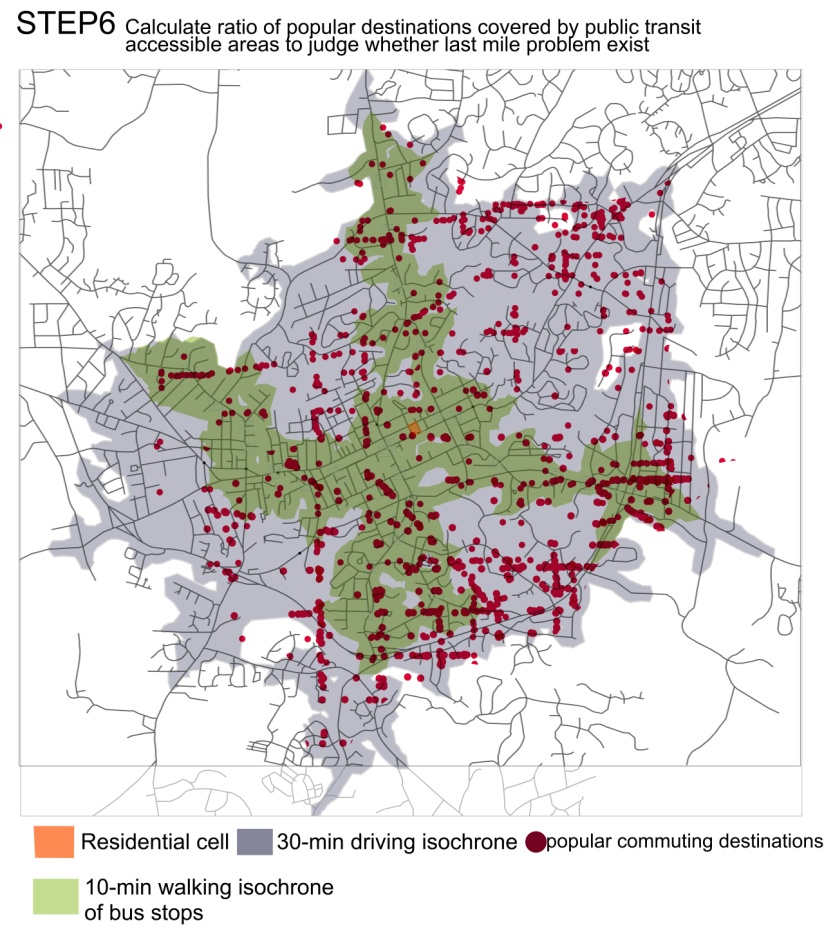 STEP6 Calculate ratio of popular destinations covered by public transit
accessible areas to judge whether last mile problem exist
Residential cell 30-min driving isochrone popular commuting destinations
10-min walking isochrone
of bus stops